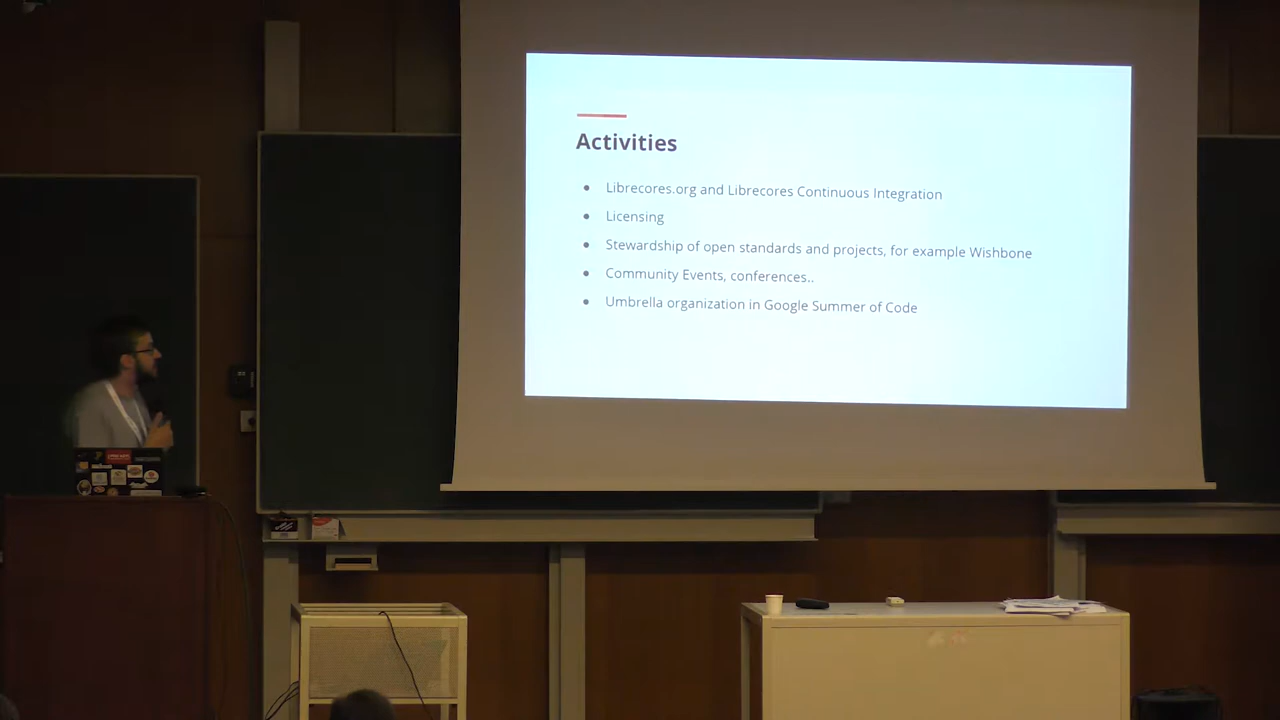 Activities
● Librecores.org and Librecores Continuous Integration
● Licensing
● Stewardship of open standards and projects, for example Wishbone
● Community Events, conferences..
● Umbrella organization in Google Summer of Code